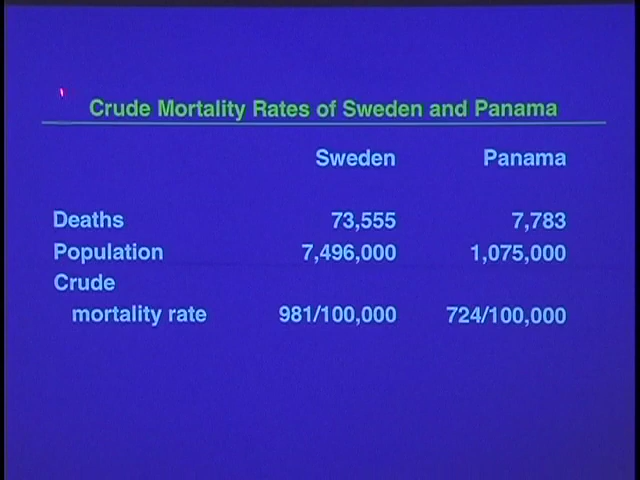 Crude Mortality Rates of Sweden and Panama
Sweden Panama
Deaths 73,555 7,783
Population 7,496,000 1,075,000
Crude
mortality rate 981/100,000 724/100,000